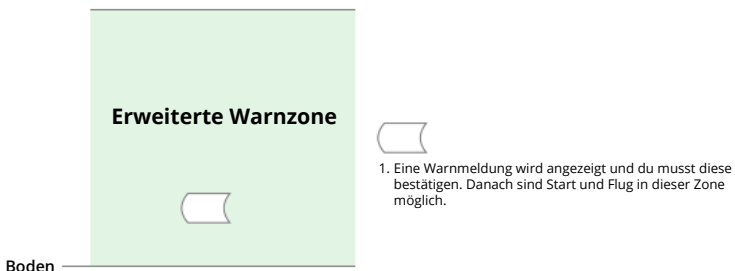 Erweiterte Warnzone
1. Eine Warnmeldung wird angezeigt und du musst diese
bestätigen. Danach sind Start und Flug in dieser Zone
möglich.
Boden